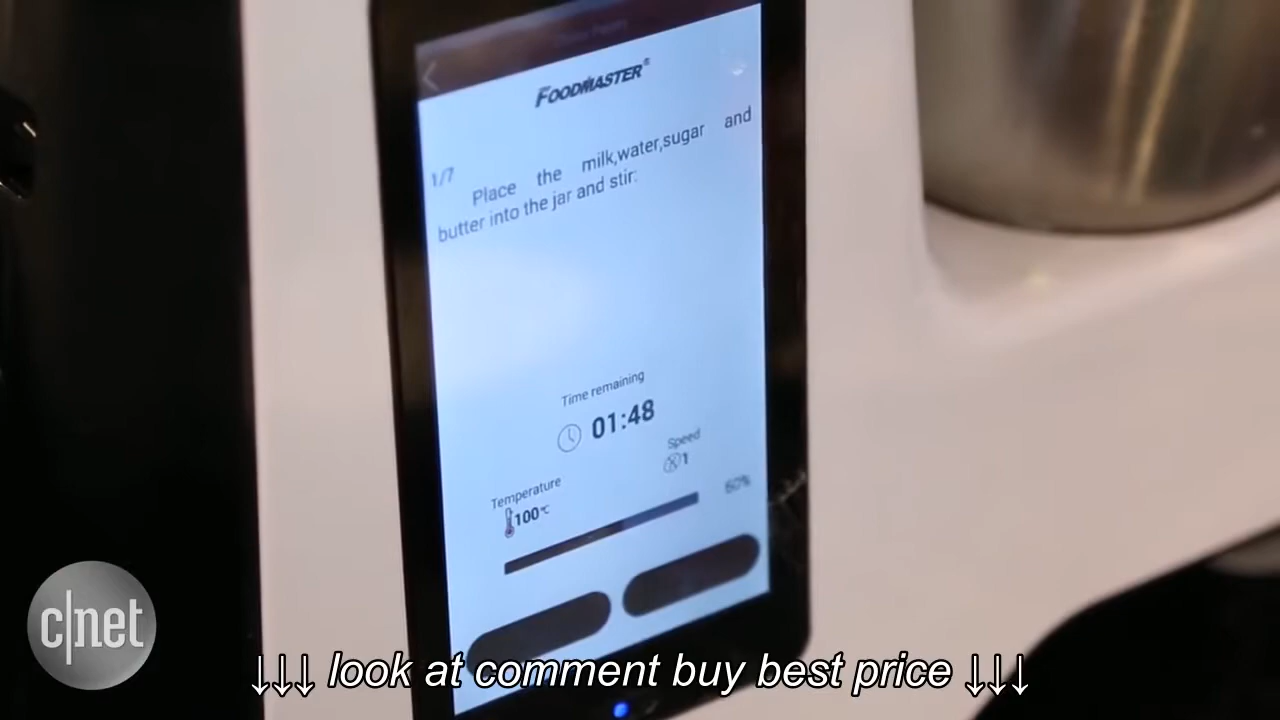 FOODMASTER®
1/7
Place the milk,water,sugar and
butter into the jar and stir.
Time remaining
01:48
Speed
1
Temperature
100℃
60%
c|net
↓↓↓ look at comment buy best price ↓↓↓